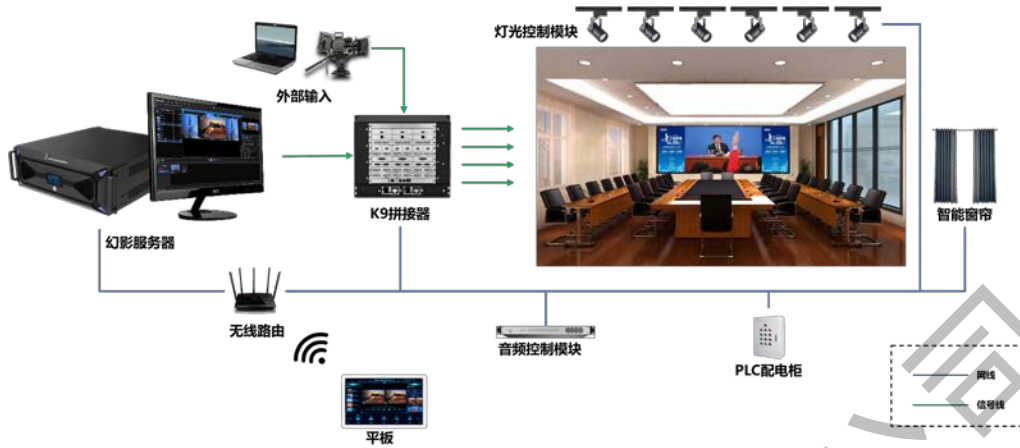 灯光控制模块
外部输入
K9拼接器
智能窗帘
幻影服务器
无线路由
音频控制模块
PLC配电柜
网线
信号线
平板